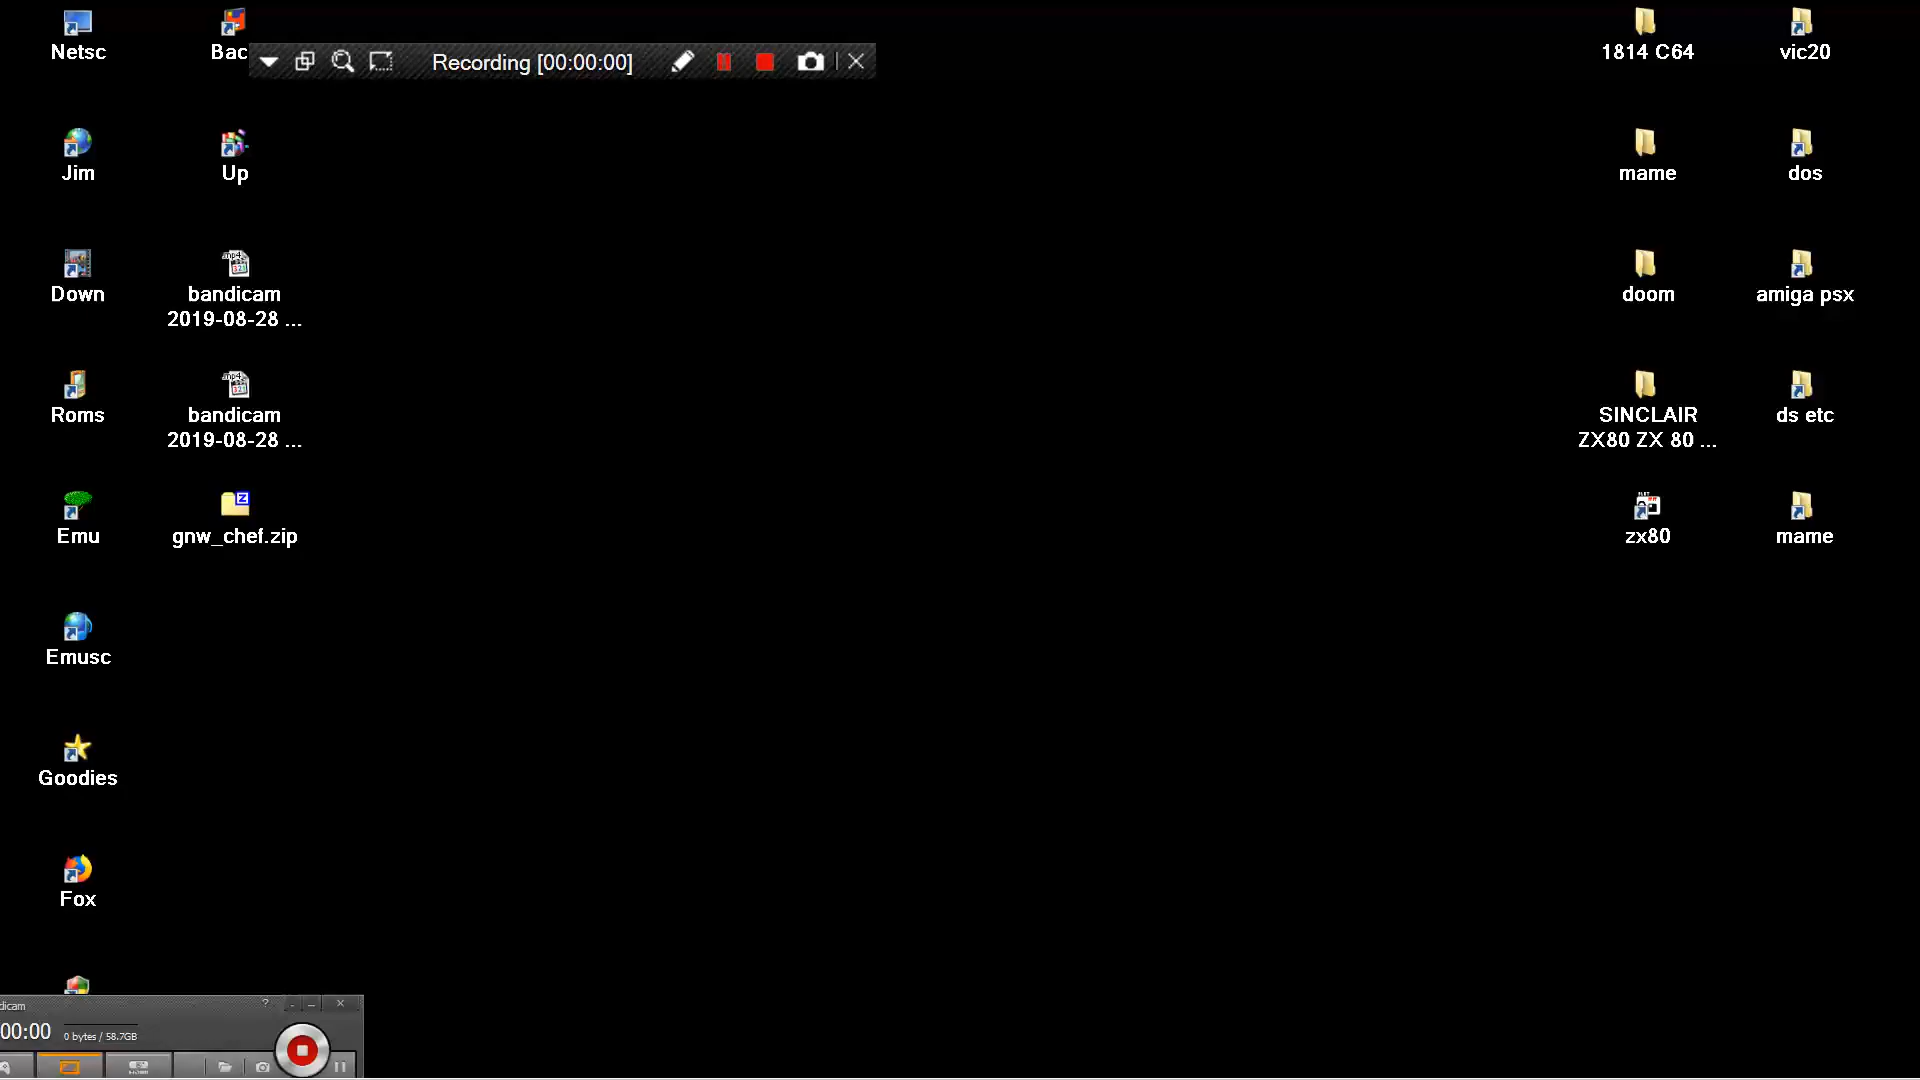 Netsc
Bac
Recording [00:00:00]
1814 C64
vic20
Jim
Up
mame
dos
Down
bandicam
2019-08-28 ...
doom
amiga psx
Roms
bandicam
2019-08-28 ...
SINCLAIR
ZX80 ZX 80 ...
ds etc
Emu
gnw_chef.zip
zx80
mame
Emusc
Goodies
Fox
dicam
00:00
0 bytes / 58.7GB